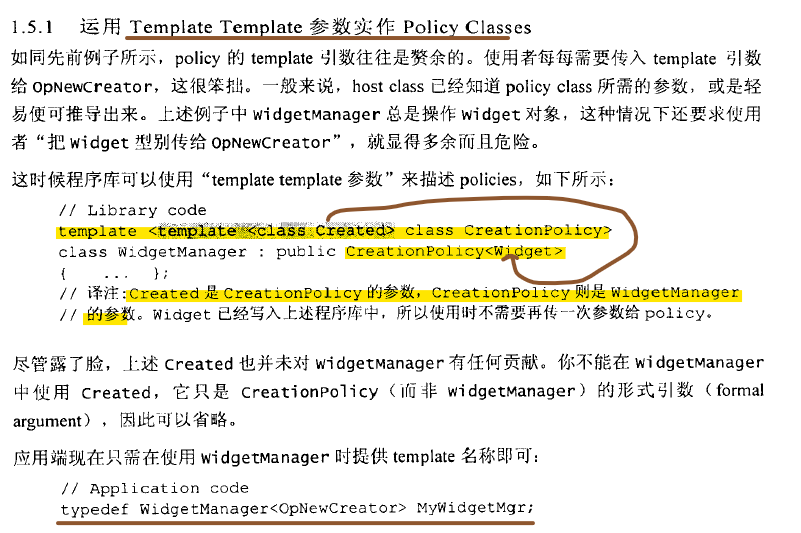 1.5.1 运用 Template Template 参数实作 Policy Classes
如同先前例子所示，policy 的 template 引数往往是赘余的。使用者每每需要传入 template 引数
给 OpNewCreator，这很笨拙。一般来说，host class 已经知道 policy class 所需的参数，或是轻
易便可推导出来。上述例子中 WidgetManager 总是操作 Widget 对象，这种情况下还要求使用
者“把 Widget 型别传给 OpNewCreator”，就显得多余而且危险。
这时候程序库可以使用“template template 参数”来描述 policies，如下所示：
// Library code
template <template <class Created> class CreationPolicy>
class WidgetManager : public CreationPolicy<Widget>
{ ... };
// 译注:Created 是 CreationPolicy 的参数，CreationPolicy 则是 WidgetManager
// 的参数。Widget 已经写入上述程序库中，所以使用时不需要再传一次参数给 policy。
尽管露了脸，上述 Created 也并未对 WidgetManager 有任何贡献。你不能在 WidgetManager
中使用 Created，它只是 CreationPolicy（而非 WidgetManager）的形式引数（formal
argument），因此可以省略。
应用端现在只需在使用 WidgetManager 时提供 template 名称即可：
// Application code
typedef WidgetManager<OpNewCreator> MyWidgetMgr;